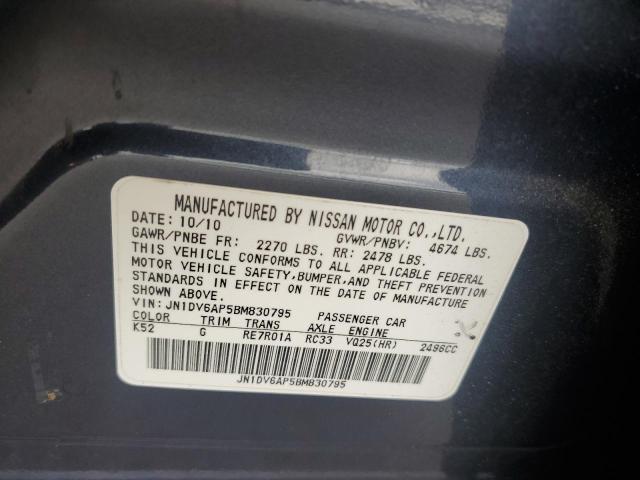 MANUFACTURED BY NISSAN MOTOR CO.,LTD.
DATE: 10/10 GVWR/PNBV: 4674 LBS.
GAWR/PNBE FR: 2270 LBS. RR: 2478 LBS.
THIS VEHICLE CONFORMS TO ALL APPLICABLE FEDERAL
MOTOR VEHICLE SAFETY,BUMPER,AND THEFT PREVENTION
STANDARDS IN EFFECT ON THE DATE OF MANUFACTURE
SHOWN ABOVE.
VIN: JN1DV6AP5BM830795 PASSENGER CAR
COLOR TRIM TRANS AXLE ENGINE
K52 G RE7R01A RC33 VQ25(HR) 2496CC
JN1DV6AP5BM830795